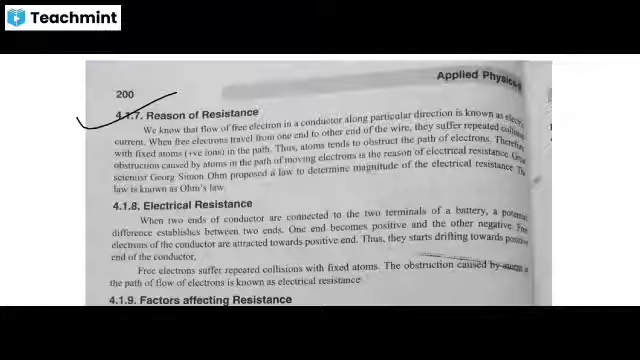 Teachmint
Applied Physics
200
4.1.7. Reason of Resistance
We know that flow of free electron in a conductor along particular direction is known as electric
current. When free electrons travel from one end to other end of the wire, they suffer repeated collisions
with fixed atoms (+ve ions) in the path. Thus, atoms tends to obstruct the path of electrons. Therefore
obstruction caused by atoms in the path of moving electrons is the reason of electrical resistance.
scientist Georg Simon Ohm proposed a law to determine magnitude of the electrical resistance. The
law is known as Ohm's law.
4.1.8. Electrical Resistance
When two ends of conductor are connected to the two terminals of a battery, a potential
difference establishes between two ends. One end becomes positive and the other negative. Free
electrons of the conductor are attracted towards positive end. Thus, they starts drifting towards positive
end of the conductor.
Free electrons suffer repeated collisions with fixed atoms. The obstruction caused by atoms
the path of flow of electrons is known as electrical resistance
4.1.9. Factors affecting Resistance